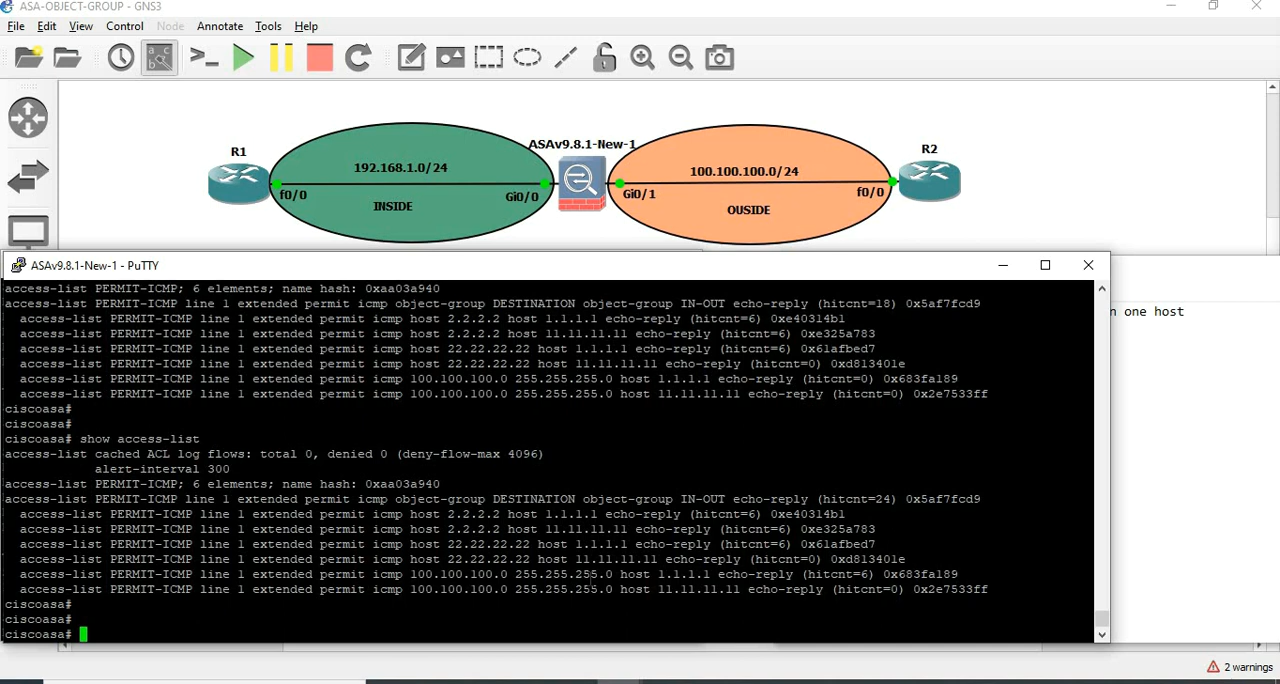 ASA-OBJECT-GROUP - GNS3
File Edit View Control Node Annotate Tools Help
ASAv9.8.1-New-1
R1
R2
192.168.1.0/24
100.100.100.0/24
f0/0
Gi0/0
Gi0/1
f0/0
INSIDE
OUSIDE
ASAv9.8.1-New-1 - PuTTY
access-list PERMIT-ICMP; 6 elements; name hash: 0xaa03a940
access-list PERMIT-ICMP line 1 extended permit icmp object-group DESTINATION object-group IN-OUT echo-reply (hitcnt=18) 0x5af7fcd9
access-list PERMIT-ICMP line 1 extended permit icmp host 2.2.2.2 host 1.1.1.1 echo-reply (hitcnt=6) 0xe40314b1
access-list PERMIT-ICMP line 1 extended permit icmp host 2.2.2.2 host 11.11.11.11 echo-reply (hitcnt=6) 0xe325a783
access-list PERMIT-ICMP line 1 extended permit icmp host 22.22.22.22 host 1.1.1.1 echo-reply (hitcnt=6) 0x61afbed7
access-list PERMIT-ICMP line 1 extended permit icmp host 22.22.22.22 host 11.11.11.11 echo-reply (hitcnt=0) 0xd813401e
access-list PERMIT-ICMP line 1 extended permit icmp 100.100.100.0 255.255.255.0 host 1.1.1.1 echo-reply (hitcnt=0) 0x683fa189
access-list PERMIT-ICMP line 1 extended permit icmp 100.100.100.0 255.255.255.0 host 11.11.11.11 echo-reply (hitcnt=0) 0x2e7533ff
ciscoasa#
ciscoasa#
ciscoasa# show access-list
access-list cached ACL log flows: total 0, denied 0 (deny-flow-max 4096)
alert-interval 300
access-list PERMIT-ICMP; 6 elements; name hash: 0xaa03a940
access-list PERMIT-ICMP line 1 extended permit icmp object-group DESTINATION object-group IN-OUT echo-reply (hitcnt=24) 0x5af7fcd9
access-list PERMIT-ICMP line 1 extended permit icmp host 2.2.2.2 host 1.1.1.1 echo-reply (hitcnt=6) 0xe40314b1
access-list PERMIT-ICMP line 1 extended permit icmp host 2.2.2.2 host 11.11.11.11 echo-reply (hitcnt=6) 0xe325a783
access-list PERMIT-ICMP line 1 extended permit icmp host 22.22.22.22 host 1.1.1.1 echo-reply (hitcnt=6) 0x61afbed7
access-list PERMIT-ICMP line 1 extended permit icmp host 22.22.22.22 host 11.11.11.11 echo-reply (hitcnt=0) 0xd813401e
access-list PERMIT-ICMP line 1 extended permit icmp 100.100.100.0 255.255.255.0 host 1.1.1.1 echo-reply (hitcnt=6) 0x683fa189
access-list PERMIT-ICMP line 1 extended permit icmp 100.100.100.0 255.255.255.0 host 11.11.11.11 echo-reply (hitcnt=0) 0x2e7533ff
ciscoasa#
ciscoasa#
ciscoasa#
n one host
2 warnings